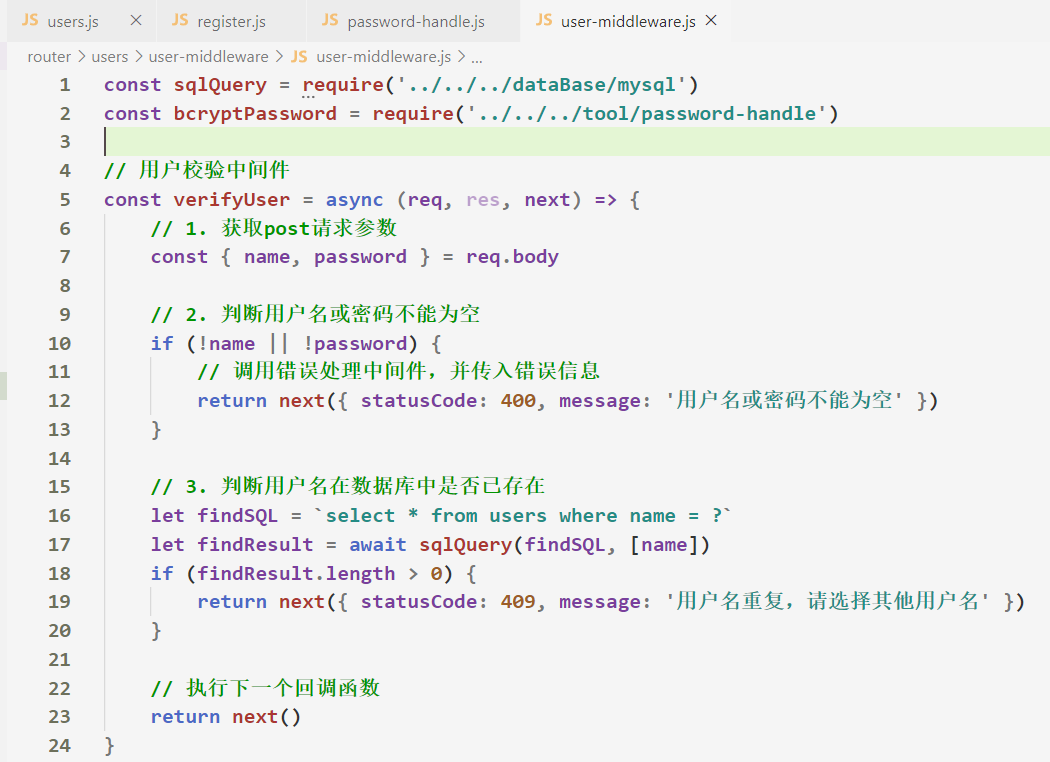 JS users.js × JS register.js JS password-handle.js JS user-middleware.js ×
router > users > user-middleware > JS user-middleware.js > ...
1 const sqlQuery = require('../../../dataBase/mysql')
2 const bcryptPassword = require('../../../tool/password-handle')
3
4 // 用户校验中间件
5 const verifyUser = async (req, res, next) => {
6     // 1. 获取post请求参数
7     const { name, password } = req.body
8
9     // 2. 判断用户名或密码不能为空
10     if (!name || !password) {
11         // 调用错误处理中间件，并传入错误信息
12         return next({ statusCode: 400, message: '用户名或密码不能为空' })
13     }
14
15     // 3. 判断用户名在数据库中是否已存在
16     let findSQL = `select * from users where name = ?`
17     let findResult = await sqlQuery(findSQL, [name])
18     if (findResult.length > 0) {
19         return next({ statusCode: 409, message: '用户名重复，请选择其他用户名' })
20     }
21
22     // 执行下一个回调函数
23     return next()
24 }